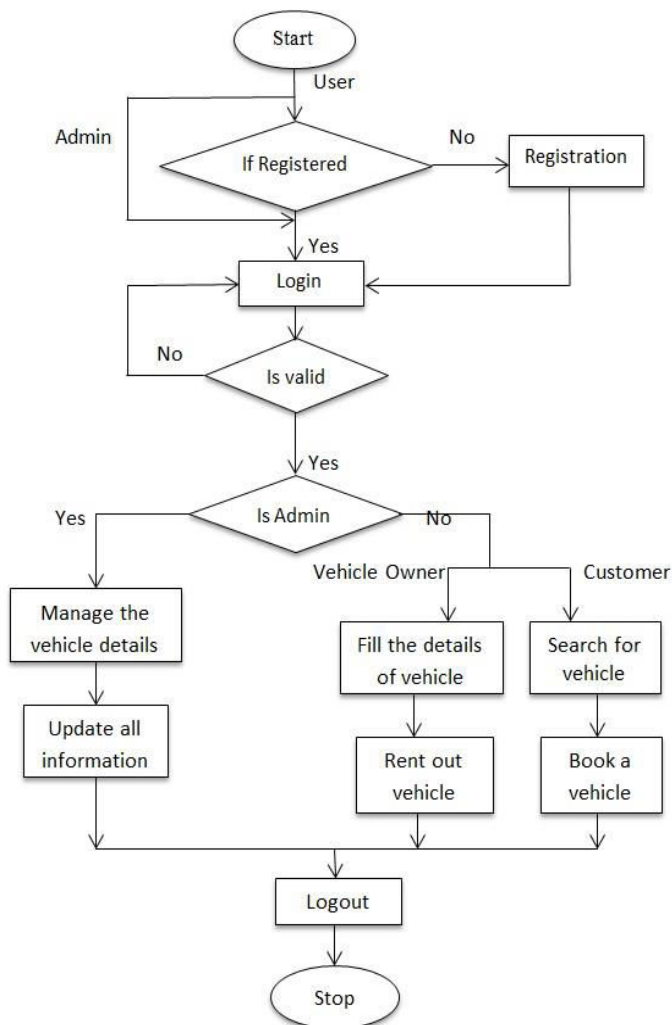 Start
User
Admin
If Registered
No
Registration
Yes
Login
No
Is valid
Yes
Is Admin
Yes
No
Vehicle Owner
Customer
Manage the
vehicle details
Fill the details
of vehicle
Search for
vehicle
Update all
information
Rent out
vehicle
Book a
vehicle
Logout
Stop